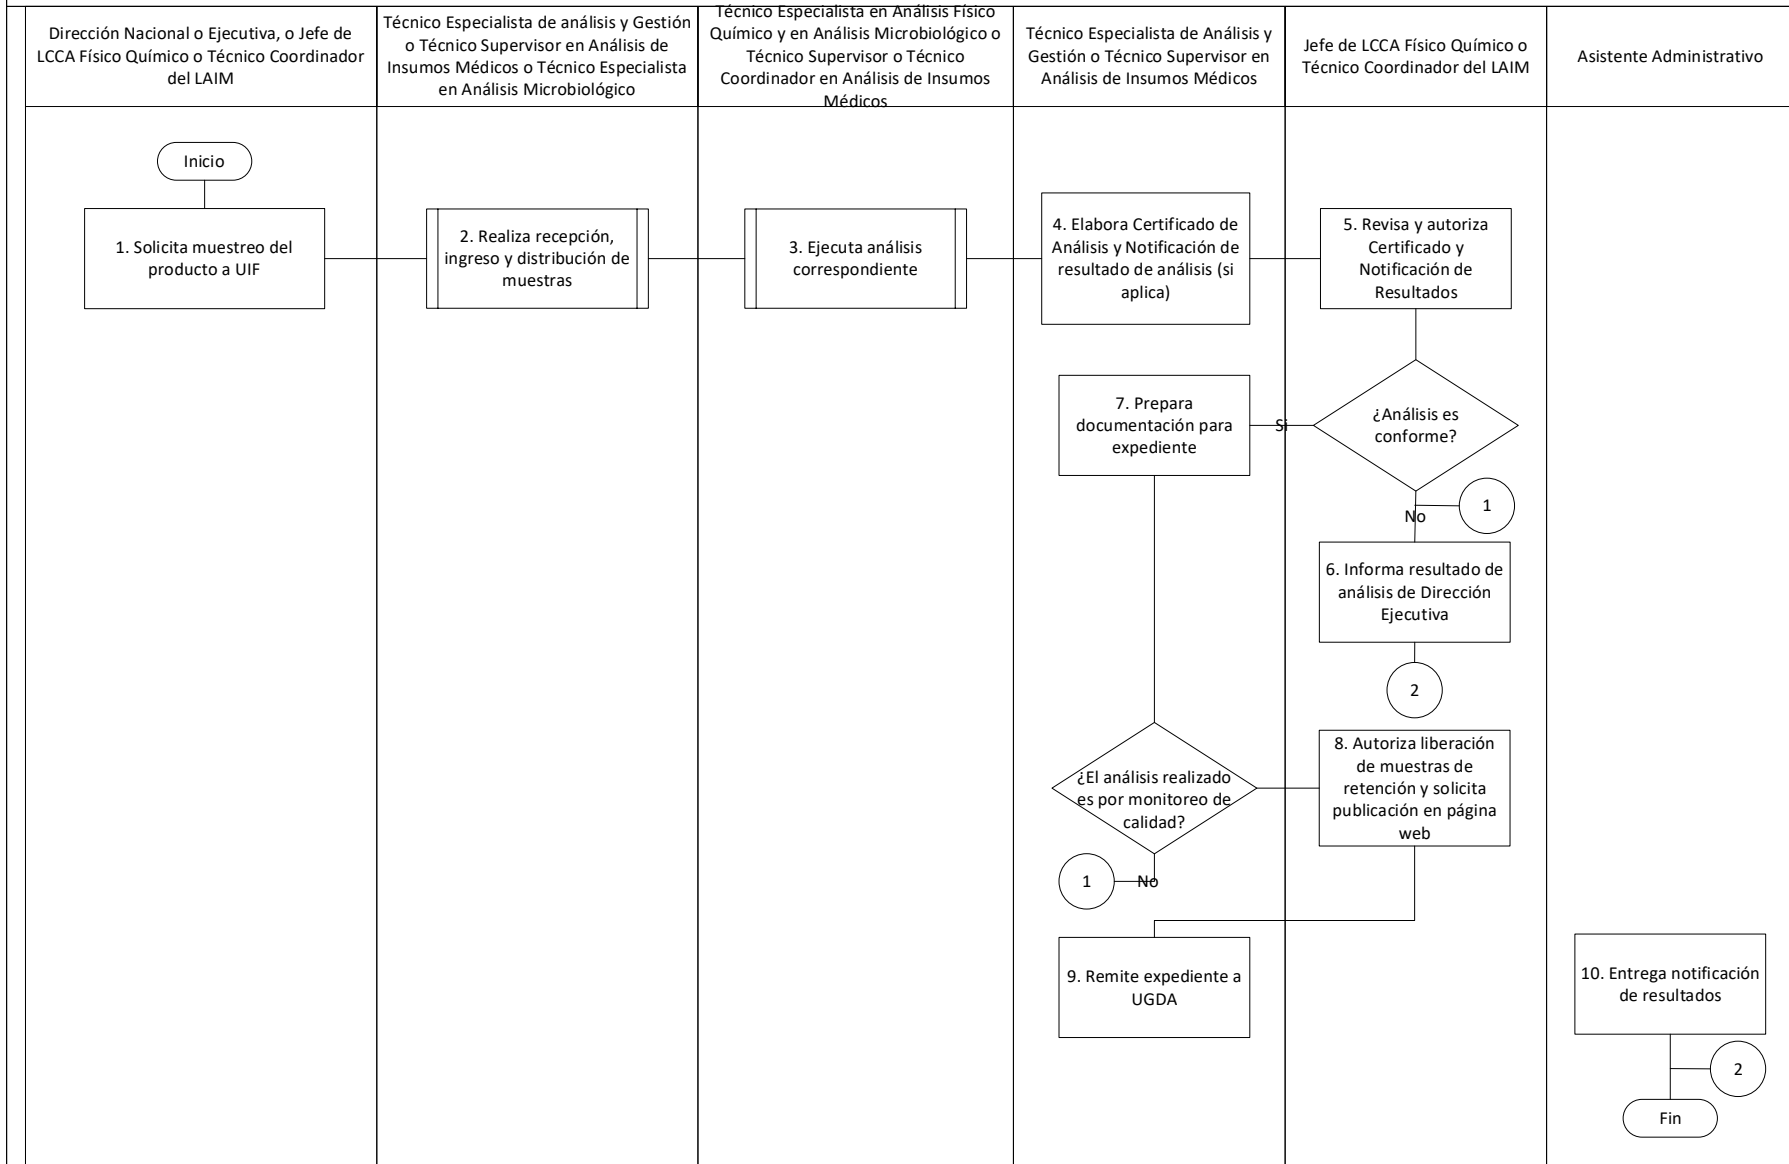 Dirección Nacional o Ejecutiva, o Jefe de
LCCA Físico Químico o Técnico Coordinador
del LAIM
Técnico Especialista de análisis y Gestión
o Técnico Supervisor en Análisis de
Insumos Médicos o Técnico Especialista
en Análisis Microbiológico
Técnico Especialista en Análisis Físico
Químico y en Análisis Microbiológico o
Técnico Supervisor o Técnico
Coordinador en Análisis de Insumos
Médicos
Técnico Especialista de Análisis y
Gestión o Técnico Supervisor en
Análisis de Insumos Médicos
Jefe de LCCA Físico Químico o
Técnico Coordinador del LAIM
Asistente Administrativo
Inicio
1. Solicita muestreo del
producto a UIF
2. Realiza recepción,
ingreso y distribución de
muestras
3. Ejecuta análisis
correspondiente
4. Elabora Certificado de
Análisis y Notificación de
resultado de análisis (si
aplica)
5. Revisa y autoriza
Certificado y
Notificación de
Resultados
¿Análisis es
conforme?
Si
7. Prepara
documentación para
expediente
1
No
6. Informa resultado de
análisis de Dirección
Ejecutiva
2
¿El análisis realizado
es por monitoreo de
calidad?
8. Autoriza liberación
de muestras de
retención y solicita
publicación en página
web
1
No
9. Remite expediente a
UGDA
10. Entrega notificación
de resultados
2
Fin